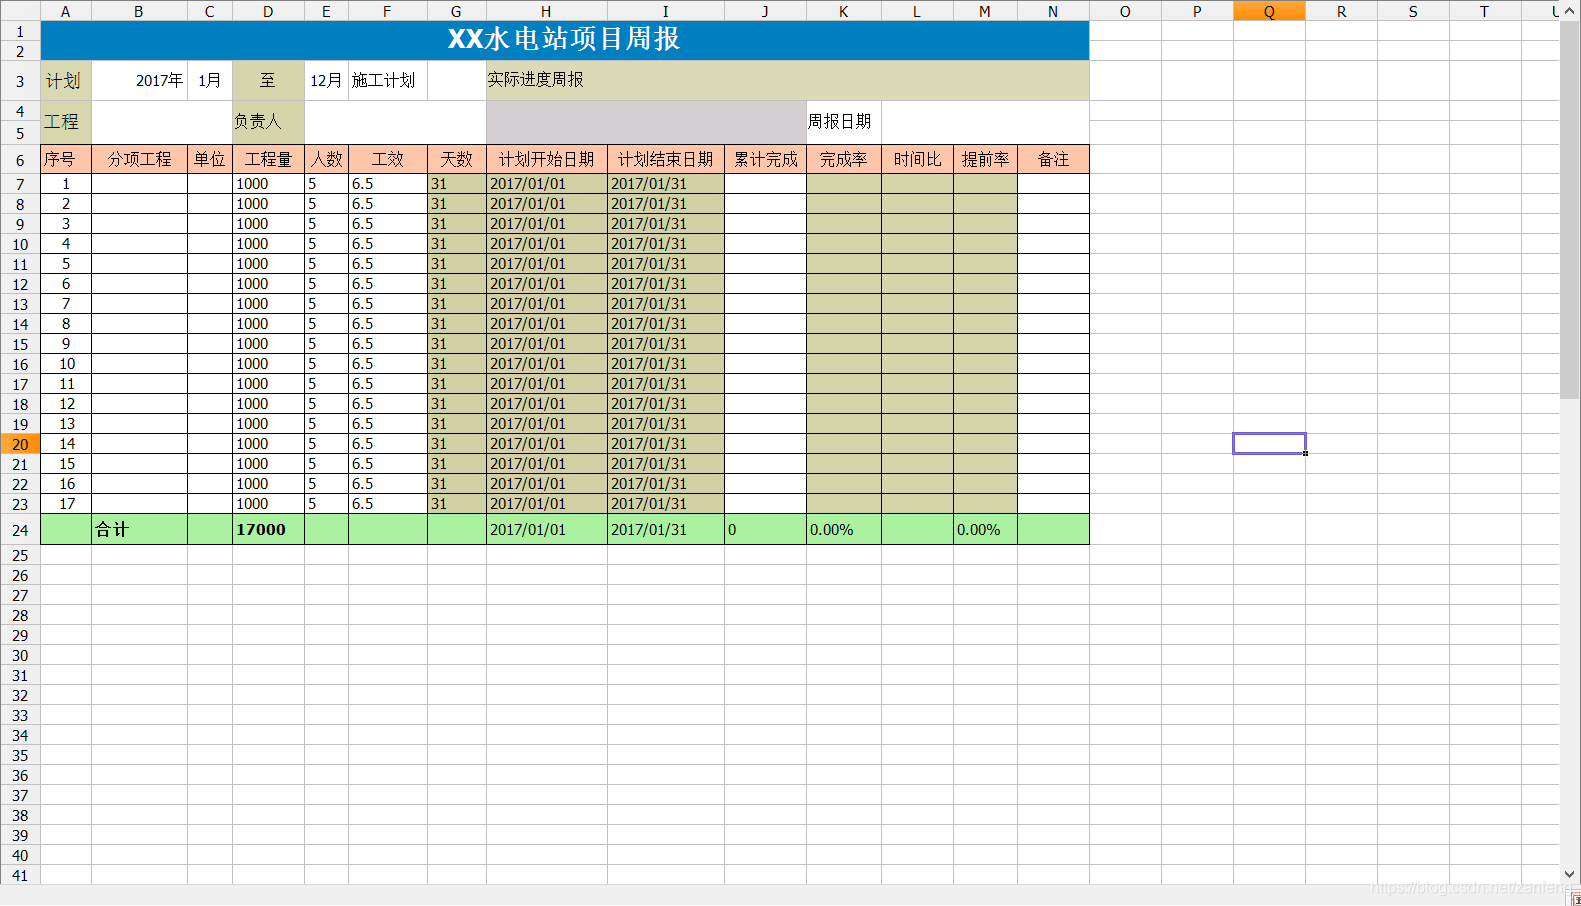 A B C D E F G H I J K L M N O P Q R S T U
1 XX水电站项目周报
2
3 计划 2017年 1月 至 12月 施工计划 实际进度周报
4 工程 负责人 周报日期
5
6 序号 分项工程 单位 工程量 人数 工效 天数 计划开始日期 计划结束日期 累计完成 完成率 时间比 提前率 备注
7 1 1000 5 6.5 31 2017/01/01 2017/01/31
8 2 1000 5 6.5 31 2017/01/01 2017/01/31
9 3 1000 5 6.5 31 2017/01/01 2017/01/31
10 4 1000 5 6.5 31 2017/01/01 2017/01/31
11 5 1000 5 6.5 31 2017/01/01 2017/01/31
12 6 1000 5 6.5 31 2017/01/01 2017/01/31
13 7 1000 5 6.5 31 2017/01/01 2017/01/31
14 8 1000 5 6.5 31 2017/01/01 2017/01/31
15 9 1000 5 6.5 31 2017/01/01 2017/01/31
16 10 1000 5 6.5 31 2017/01/01 2017/01/31
17 11 1000 5 6.5 31 2017/01/01 2017/01/31
18 12 1000 5 6.5 31 2017/01/01 2017/01/31
19 13 1000 5 6.5 31 2017/01/01 2017/01/31
20 14 1000 5 6.5 31 2017/01/01 2017/01/31
21 15 1000 5 6.5 31 2017/01/01 2017/01/31
22 16 1000 5 6.5 31 2017/01/01 2017/01/31
23 17 1000 5 6.5 31 2017/01/01 2017/01/31
24 合计 17000 2017/01/01 2017/01/31 0 0.00% 0.00%
25
26
27
28
29
30
31
32
33
34
35
36
37
38
39
40
41